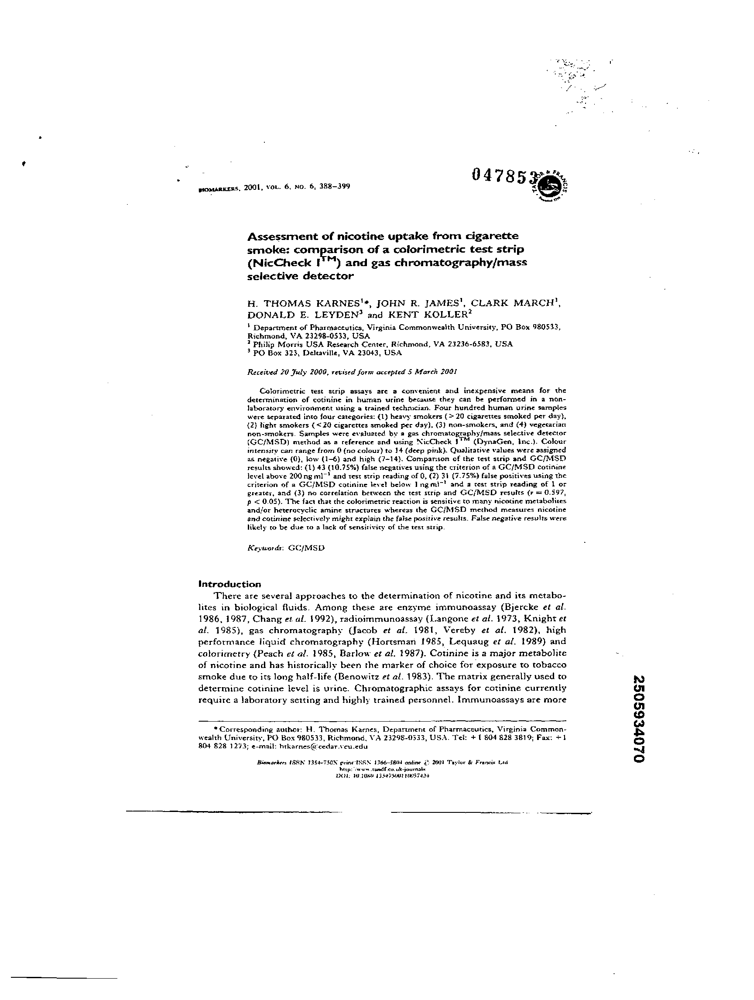 047853
BIOMARKERS, 2001, VOL. 6, NO. 6, 388–399
Assessment of nicotine uptake from cigarette
smoke: comparison of a colorimetric test strip
(NicCheck I™) and gas chromatography/mass
selective detector
H. THOMAS KARNES¹*, JOHN R. JAMES¹, CLARK MARCH¹,
DONALD E. LEYDEN³ and KENT KOLLER²
¹ Department of Pharmaceutics, Virginia Commonwealth University, PO Box 980533,
Richmond, VA 23298-0533, USA
² Philip Morris USA Research Center, Richmond, VA 23236-6583, USA
³ PO Box 323, Deltaville, VA 23043, USA
Received 20 July 2000, revised form accepted 5 March 2001
Colorimetric test strip assays are a convenient and inexpensive means for the
determination of cotinine in human urine because they can be performed in a non-
laboratory environment using a trained technician. Four hundred human urine samples
were separated into four categories: (1) heavy smokers (> 20 cigarettes smoked per day),
(2) light smokers (< 20 cigarettes smoked per day), (3) non-smokers, and (4) vegetarian
non-smokers. Samples were evaluated by a gas chromatography/mass selective detector
(GC/MSD) method as a reference and using NicCheck I™ (DynaGen, Inc.). Colour
intensity can range from 0 (no colour) to 14 (deep pink). Qualitative values were assigned
as negative (0), low (1–6) and high (7–14). Comparison of the test strip and GC/MSD
results showed: (1) 43 (10.75%) false negatives using the criterion of a GC/MSD cotinine
level above 200 ng ml⁻¹ and test strip reading of 0, (2) 31 (7.75%) false positives using the
criterion of a GC/MSD cotinine level below 1 ng ml⁻¹ and a test strip reading of 1 or
greater, and (3) no correlation between the test strip and GC/MSD results (r = 0.597,
p < 0.05). The fact that the colorimetric reaction is sensitive to many nicotine metabolites
and/or heterocyclic amine structures whereas the GC/MSD method measures nicotine
and cotinine selectively might explain the false positive results. False negative results were
likely to be due to a lack of sensitivity of the test strip.
Keywords: GC/MSD
Introduction
There are several approaches to the determination of nicotine and its metabo-
lites in biological fluids. Among these are enzyme immunoassay (Bjercke et al.
1986, 1987, Chang et al. 1992), radioimmunoassay (Langone et al. 1973, Knight et
al. 1985), gas chromatography (Jacob et al. 1981, Vereby et al. 1982), high
performance liquid chromatography (Hortsman 1985, Lequaug et al. 1989) and
colorimetry (Peach et al. 1985, Barlow et al. 1987). Cotinine is a major metabolite
of nicotine and has historically been the marker of choice for exposure to tobacco
smoke due to its long half-life (Benowitz et al. 1983). The matrix generally used to
determine cotinine level is urine. Chromatographic assays for cotinine currently
require a laboratory setting and highly trained personnel. Immunoassays are more
* Corresponding author: H. Thomas Karnes, Department of Pharmaceutics, Virginia Common-
wealth University, PO Box 980533, Richmond, VA 23298-0533, USA. Tel: +1 804 828 3819; Fax: +1
804 828 1273; e-mail: htkarnes@cedar.vcu.edu
Biomarkers ISSN 1354-750X print/ISSN 1366-5804 online © 2001 Taylor & Francis Ltd
http://www.tandf.co.uk/journals
DOI: 10.1080/
2505934070